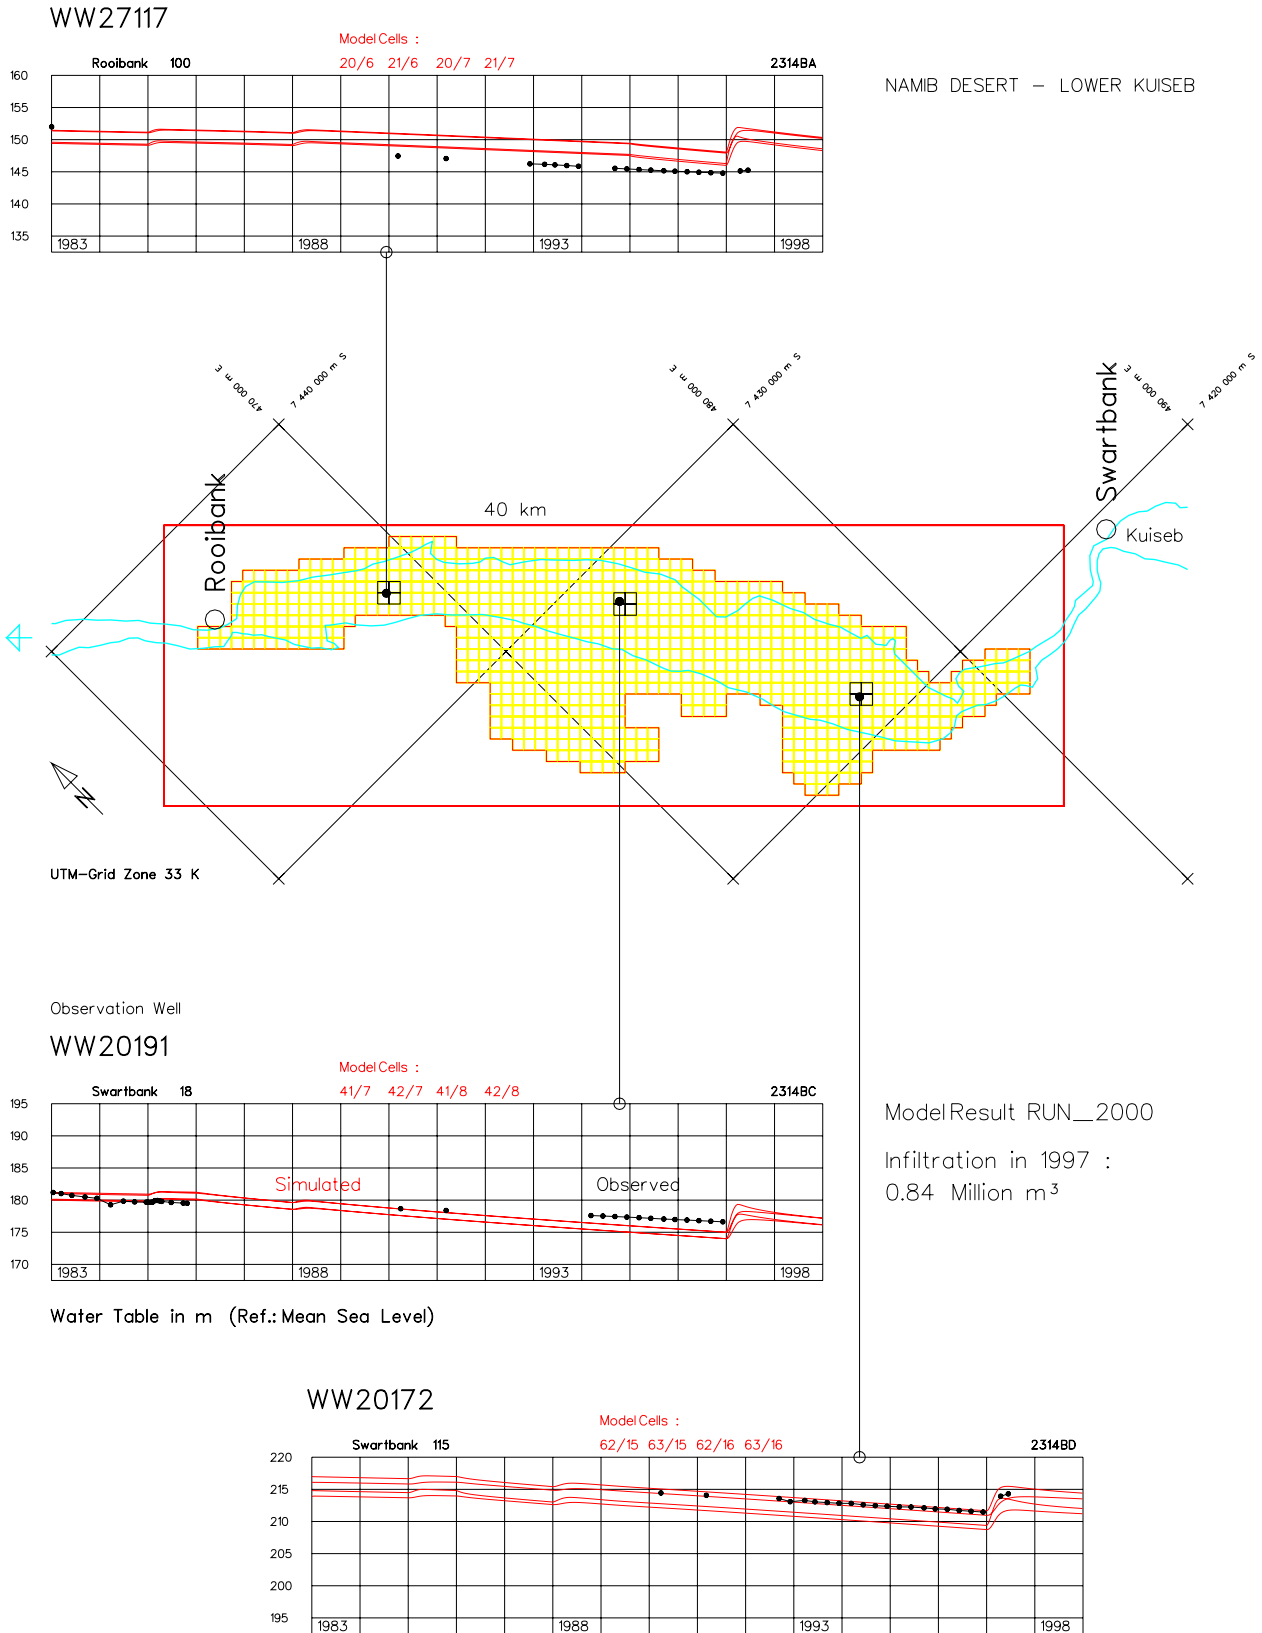 WW27117
Model Cells :
Rooibank 100
20/6 21/6 20/7 21/7
2314BA
NAMIB DESERT – LOWER KUISEB
160
155
150
145
140
135
1983
1988
1993
1998
470 000 m E
7 440 000 m S
480 000 m E
7 430 000 m S
490 000 m E
7 420 000 m S
Swartbank
Rooibank
40 km
Kuiseb
N
UTM–Grid Zone 33 K
Observation Well
WW20191
Model Cells :
Swartbank 18
41/7 42/7 41/8 42/8
2314BC
195
190
185
180
175
170
Simulated
Observed
1983
1988
1993
1998
Model Result RUN_2000
Infiltration in 1997 :
0.84 Million m³
Water Table in m (Ref.: Mean Sea Level)
WW20172
Model Cells :
Swartbank 115
62/15 63/15 62/16 63/16
2314BD
220
215
210
205
200
195
1983
1988
1993
1998